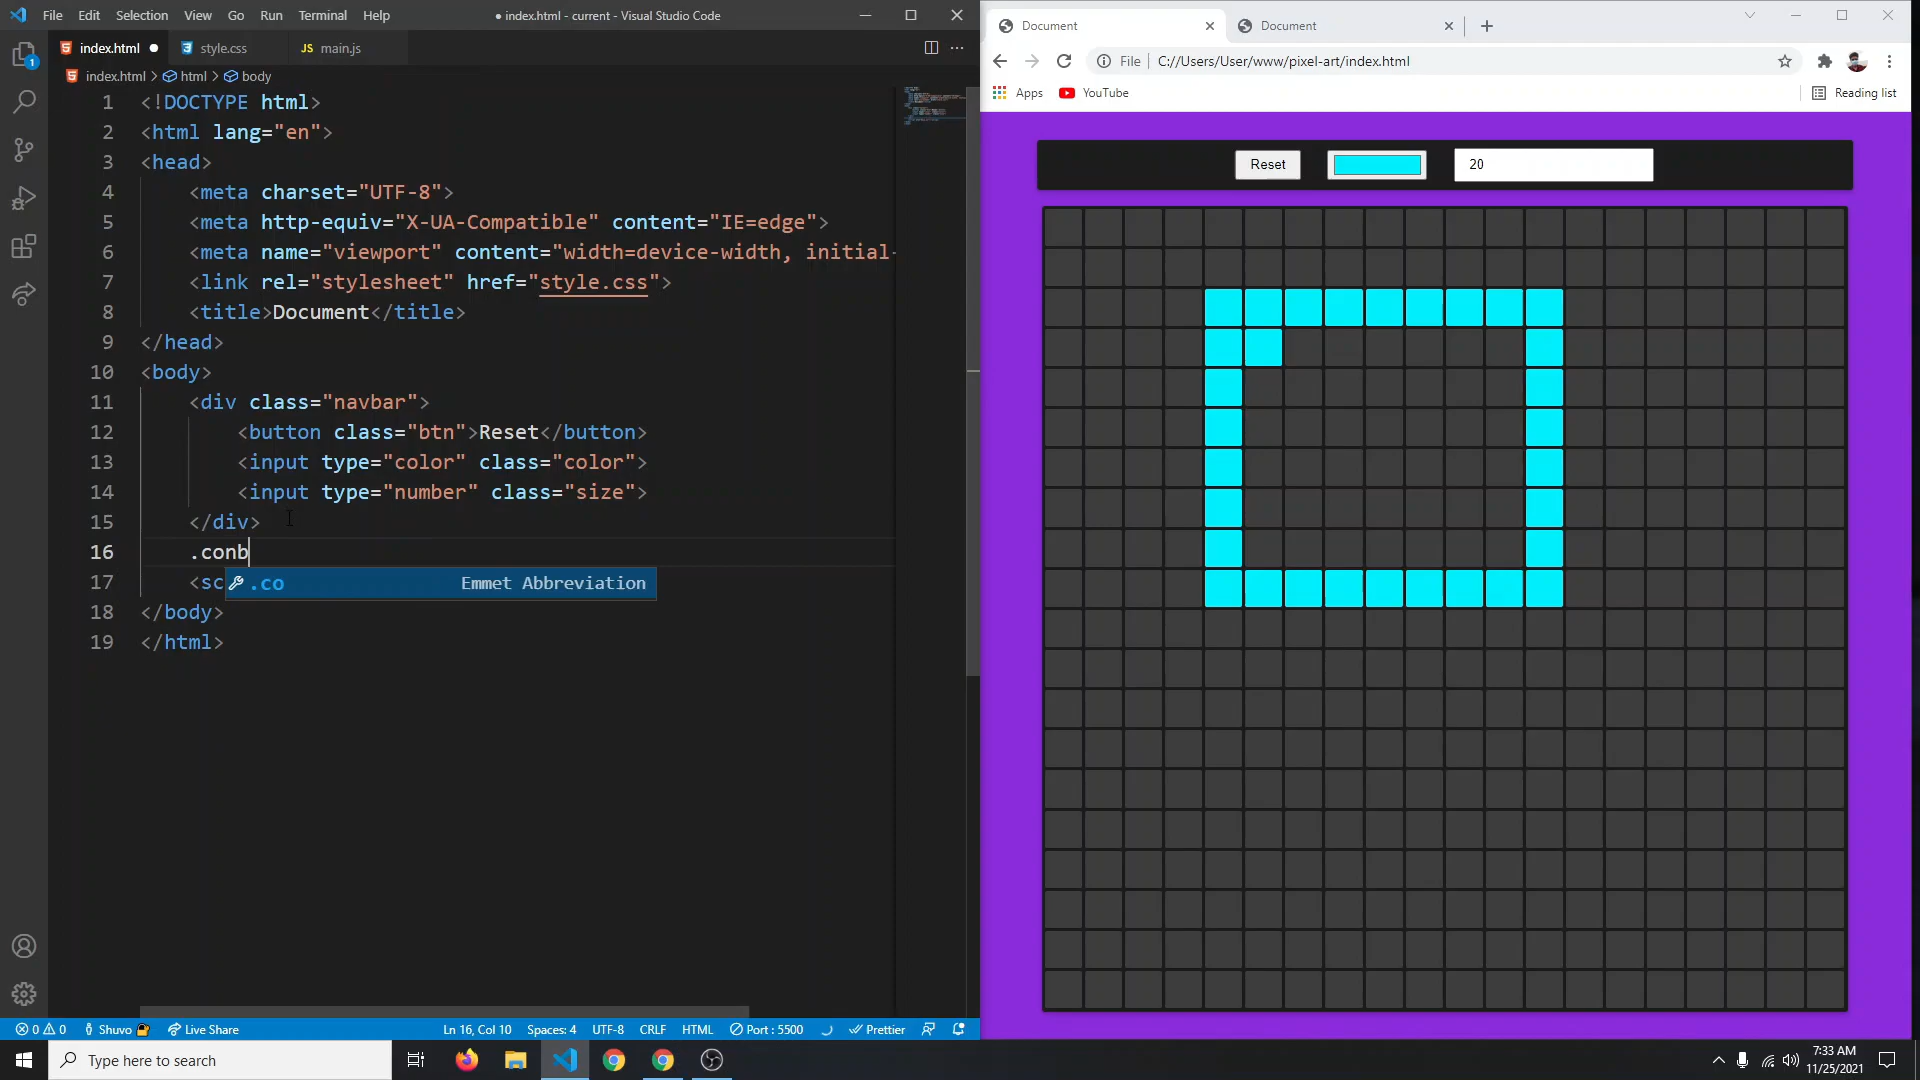 File Edit Selection View Go Run Terminal Help
● index.html - current - Visual Studio Code
index.html ● style.css JS main.js
index.html > html > body
1 <!DOCTYPE html>
2 <html lang="en">
3 <head>
4 <meta charset="UTF-8">
5 <meta http-equiv="X-UA-Compatible" content="IE=edge">
6 <meta name="viewport" content="width=device-width, initial-
7 <link rel="stylesheet" href="style.css">
8 <title>Document</title>
9 </head>
10 <body>
11 <div class="navbar">
12 <button class="btn">Reset</button>
13 <input type="color" class="color">
14 <input type="number" class="size">
15 </div>
16 .conb
17 <sc
.co Emmet Abbreviation
18 </body>
19 </html>
1
0 0 Shuvo Live Share Ln 16, Col 10 Spaces: 4 UTF-8 CRLF HTML Port : 5500 Prettier
Document Document
File C://Users/User/www/pixel-art/index.html
Apps YouTube Reading list
Reset 20
Type here to search
7:33 AM
11/25/2021